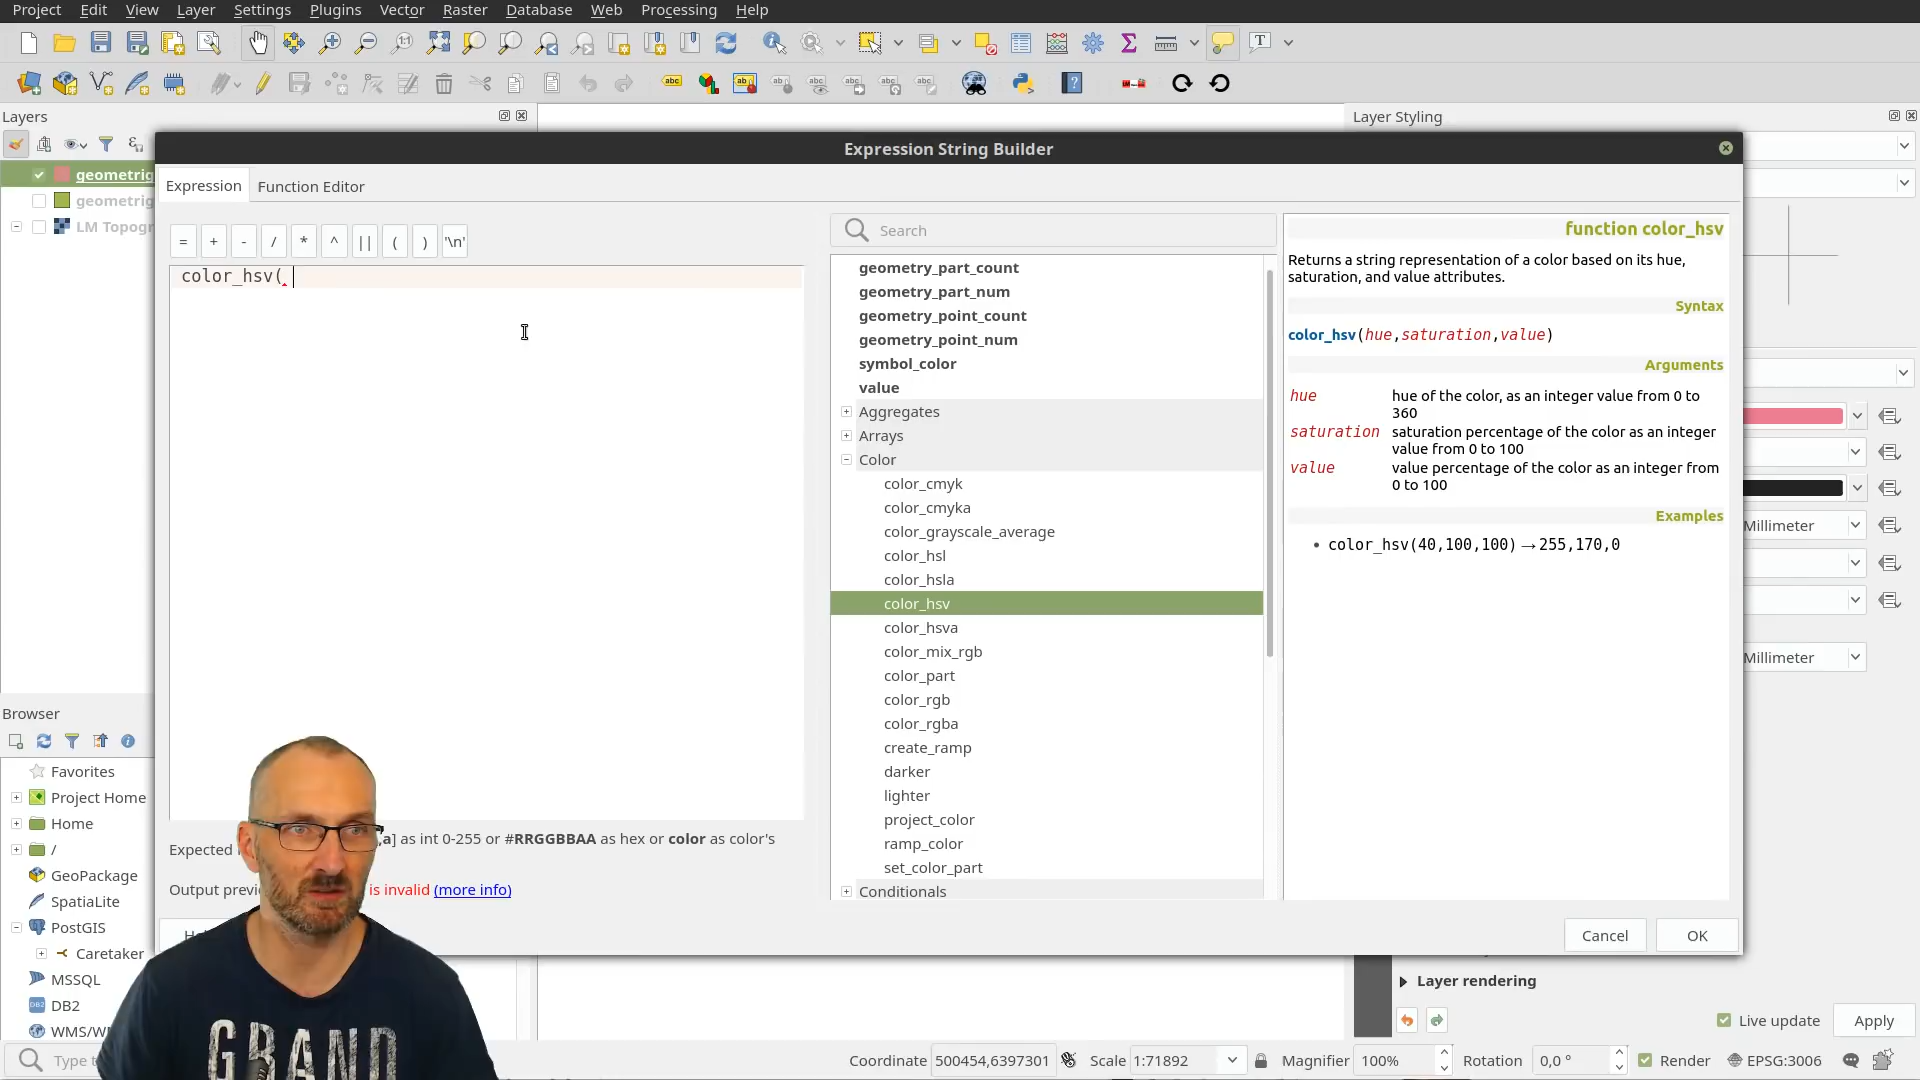 Project Edit View Layer Settings Plugins Vector Raster Database Web Processing Help
Layers
Layer Styling
Expression String Builder
Expression Function Editor
= + - / * ^ || ( ) '\n'
color_hsv(
geometrig
geometrig
LM Topogr
Search
geometry_part_count
geometry_part_num
geometry_point_count
geometry_point_num
symbol_color
value
Aggregates
Arrays
Color
color_cmyk
color_cmyka
color_grayscale_average
color_hsl
color_hsla
color_hsv
color_hsva
color_mix_rgb
color_part
color_rgb
color_rgba
create_ramp
darker
lighter
project_color
ramp_color
set_color_part
Conditionals
function color_hsv
Returns a string representation of a color based on its hue,
saturation, and value attributes.
Syntax
color_hsv(hue,saturation,value)
Arguments
hue hue of the color, as an integer value from 0 to
360
saturation saturation percentage of the color as an integer
value from 0 to 100
value value percentage of the color as an integer from
0 to 100
Examples
• color_hsv(40,100,100) → 255,170,0
Millimeter
Millimeter
Browser
Favorites
Project Home
Home
/
GeoPackage
SpatiaLite
PostGIS
Caretaker
MSSQL
DB2
Expected ,a] as int 0-255 or #RRGGBBAA as hex or color as color's
Output is invalid (more info)
Cancel OK
Layer rendering
Live update Apply
GRAND
Coordinate 500454,6397301 Scale 1:71892 Magnifier 100% Rotation 0,0 ° Render EPSG:3006